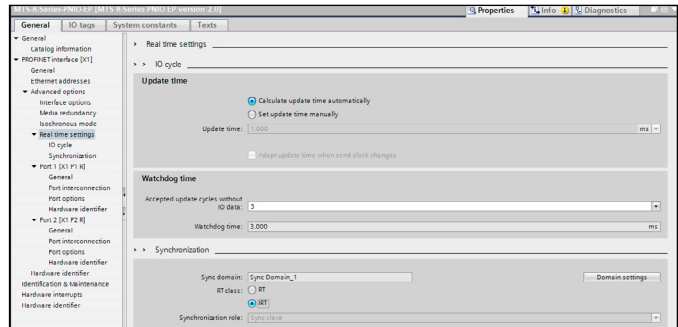 MTS-R-Series-PNIO-EP [MTS R-Series PNIO EP version 2.0]
Properties
Info
Diagnostics
General
IO tags
System constants
Texts
General
Catalog information
PROFINET interface [X1]
General
Ethernet addresses
Advanced options
Interface options
Media redundancy
Isochronous mode
Real time settings
IO cycle
Synchronization
Port 1 [X1 P1 R]
General
Port interconnection
Port options
Hardware identifier
Port 2 [X1 P2 R]
General
Port interconnection
Port options
Hardware identifier
Hardware identifier
Identification & Maintenance
Hardware interrupts
Hardware identifier
Real time settings
IO cycle
Update time
Calculate update time automatically
Set update time manually
Update time: 1.000 ms
Adapt update time when send clock changes
Watchdog time
Accepted update cycles without
IO data: 3
Watchdog time: 3.000 ms
Synchronization
Sync domain: Sync Domain_1 Domain settings
RT class: RT
IRT
Synchronization role: Sync slave